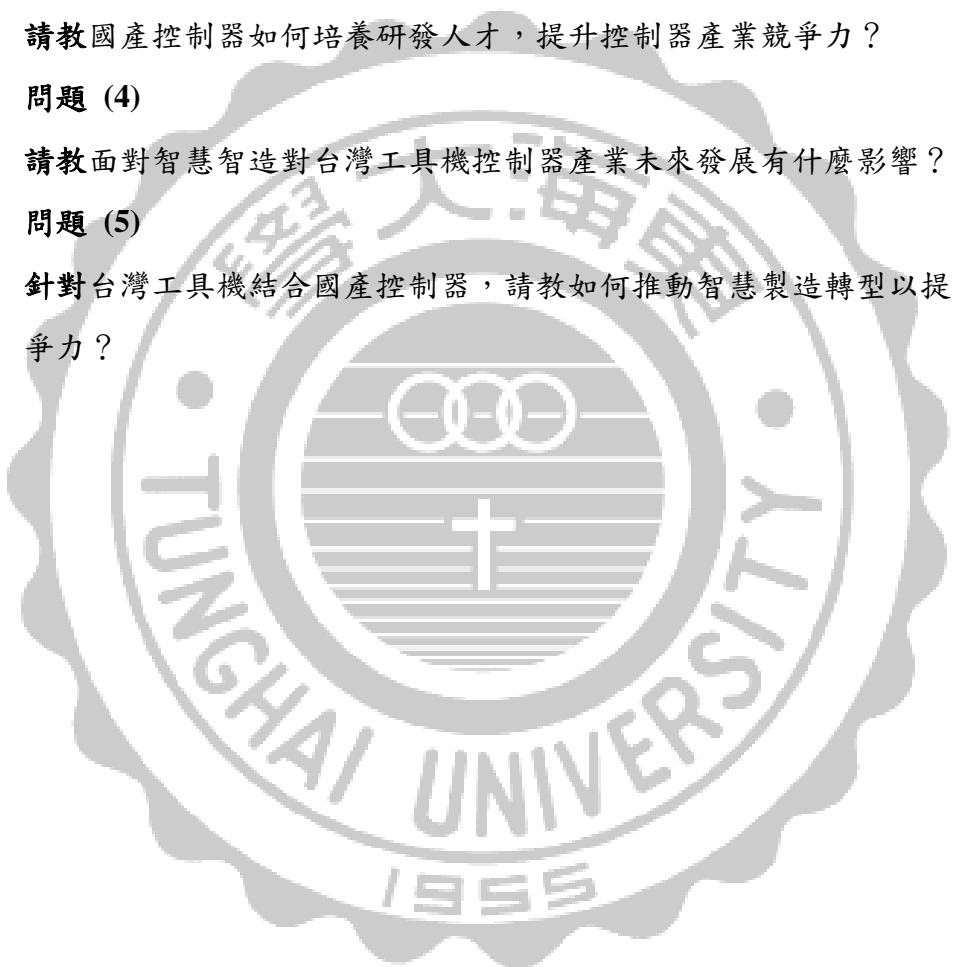 請教國產控制器如何培養研發人才，提升控制器產業競爭力？
問題 (4)
請教面對智慧智造對台灣工具機控制器產業未來發展有什麼影響？
問題 (5)
針對台灣工具機結合國產控制器，請教如何推動智慧製造轉型以提
爭力？
東海大學
TUNGHAI UNIVERSITY
1955